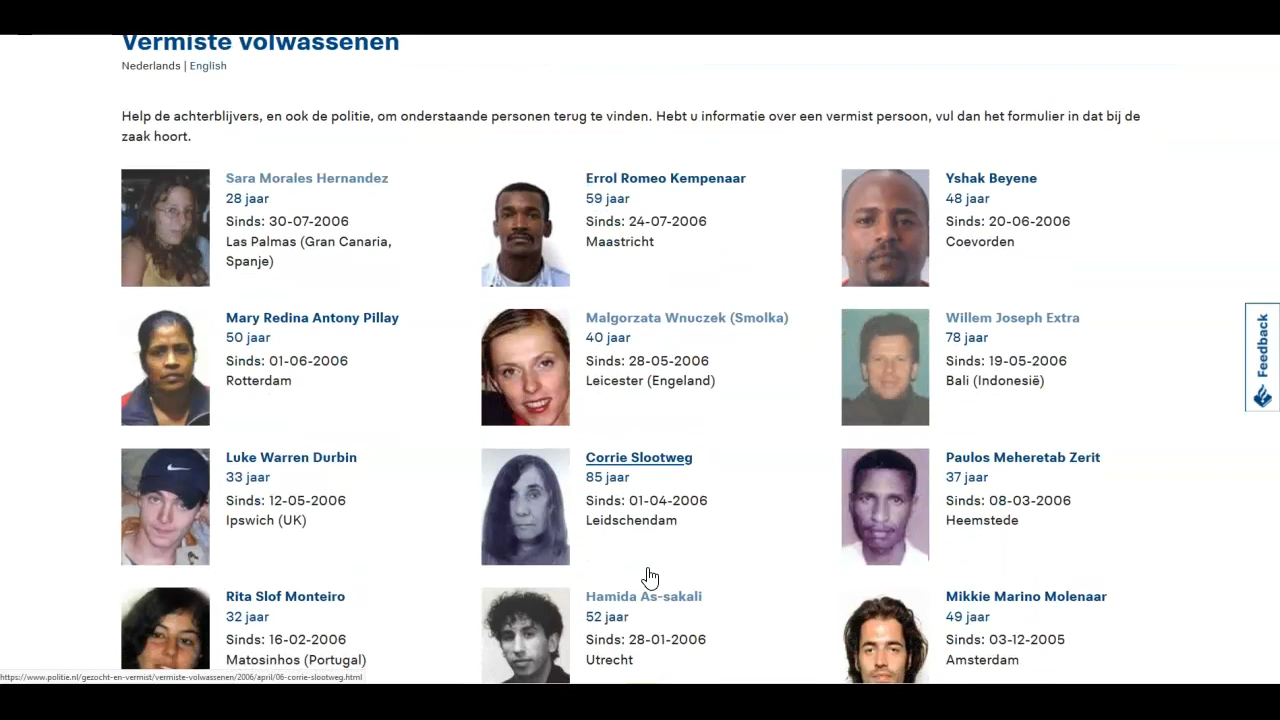 Vermiste volwassenen
Nederlands | English
Help de achterblijvers, en ook de politie, om onderstaande personen terug te vinden. Hebt u informatie over een vermist persoon, vul dan het formulier in dat bij de
zaak hoort.
Sara Morales Hernandez
28 jaar
Sinds: 30-07-2006
Las Palmas (Gran Canaria,
Spanje)
Errol Romeo Kempenaar
59 jaar
Sinds: 24-07-2006
Maastricht
Yshak Beyene
48 jaar
Sinds: 20-06-2006
Coevorden
Mary Redina Antony Pillay
50 jaar
Sinds: 01-06-2006
Rotterdam
Malgorzata Wnuczek (Smolka)
40 jaar
Sinds: 28-05-2006
Leicester (Engeland)
Willem Joseph Extra
78 jaar
Sinds: 19-05-2006
Bali (Indonesië)
Luke Warren Durbin
33 jaar
Sinds: 12-05-2006
Ipswich (UK)
Corrie Slootweg
85 jaar
Sinds: 01-04-2006
Leidschendam
Paulos Meheretab Zerit
37 jaar
Sinds: 08-03-2006
Heemstede
Rita Slof Monteiro
32 jaar
Sinds: 16-02-2006
Matosinhos (Portugal)
Hamida As-sakali
52 jaar
Sinds: 28-01-2006
Utrecht
Mikkie Marino Molenaar
49 jaar
Sinds: 03-12-2005
Amsterdam
Feedback
https://www.politie.nl/gezocht-en-vermist/vermiste-volwassenen/2006/april/06-corrie-slootweg.html